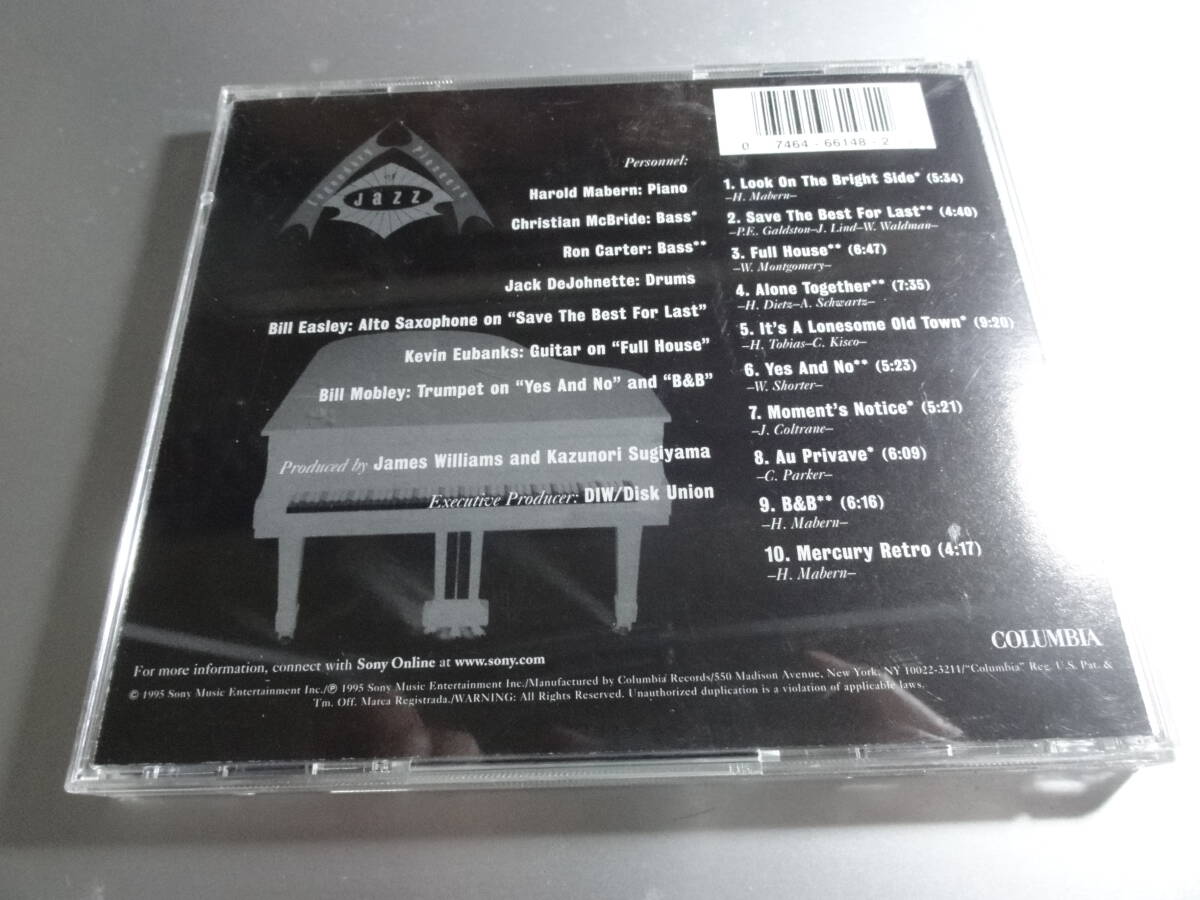 Leadership Pioneers
of
Jazz
0 7464-66148-2
Personnel:
Harold Mabern: Piano
Christian McBride: Bass*
Ron Carter: Bass**
Jack DeJohnette: Drums
Bill Easley: Alto Saxophone on “Save The Best For Last”
Kevin Eubanks: Guitar on “Full House”
Bill Mobley: Trumpet on “Yes And No” and “B&B”
Produced by James Williams and Kazunori Sugiyama
Executive Producer: DIW/Disk Union
1. Look On The Bright Side* (5:34)
–H. Mabern–
2. Save The Best For Last** (4:40)
–P.E. Galdston–J. Lind–W. Waldman–
3. Full House** (6:47)
–W. Montgomery–
4. Alone Together** (7:35)
–H. Dietz–A. Schwartz–
5. It's A Lonesome Old Town* (9:20)
–H. Tobias–C. Kisco–
6. Yes And No** (5:23)
–W. Shorter–
7. Moment's Notice* (5:21)
–J. Coltrane–
8. Au Privave* (6:09)
–C. Parker–
9. B&B** (6:16)
–H. Mabern–
10. Mercury Retro (4:17)
–H. Mabern–
COLUMBIA
For more information, connect with Sony Online at www.sony.com
© 1995 Sony Music Entertainment Inc./℗ 1995 Sony Music Entertainment Inc./Manufactured by Columbia Records/550 Madison Avenue, New York, NY 10022-3211/“Columbia” Reg. U.S. Pat. &
Tm. Off. Marca Registrada./WARNING: All Rights Reserved. Unauthorized duplication is a violation of applicable laws.